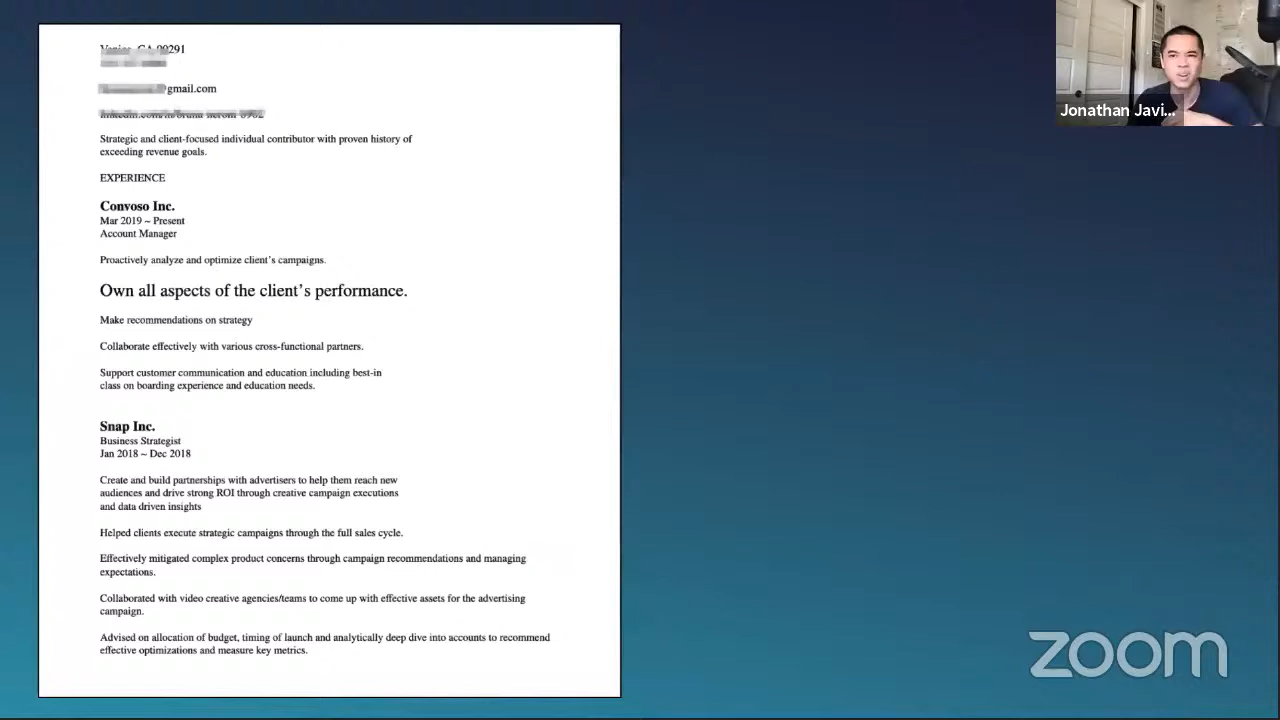 Venice, CA 90291
@gmail.com
Strategic and client-focused individual contributor with proven history of
exceeding revenue goals.
EXPERIENCE
Convoso Inc.
Mar 2019 ~ Present
Account Manager
Proactively analyze and optimize client's campaigns.
Own all aspects of the client's performance.
Make recommendations on strategy
Collaborate effectively with various cross-functional partners.
Support customer communication and education including best-in
class on boarding experience and education needs.
Snap Inc.
Business Strategist
Jan 2018 ~ Dec 2018
Create and build partnerships with advertisers to help them reach new
audiences and drive strong ROI through creative campaign executions
and data driven insights
Helped clients execute strategic campaigns through the full sales cycle.
Effectively mitigated complex product concerns through campaign recommendations and managing
expectations.
Collaborated with video creative agencies/teams to come up with effective assets for the advertising
campaign.
Advised on allocation of budget, timing of launch and analytically deep dive into accounts to recommend
effective optimizations and measure key metrics.
Jonathan Javi...
zoom